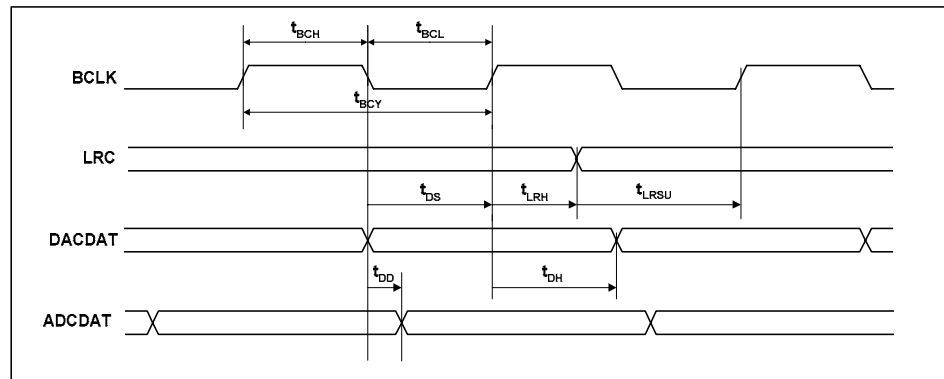 tBCH tBCL
BCLK
tBCY
LRC
tDS tLRH tLRSU
DACDAT
tDD tDH
ADCDAT